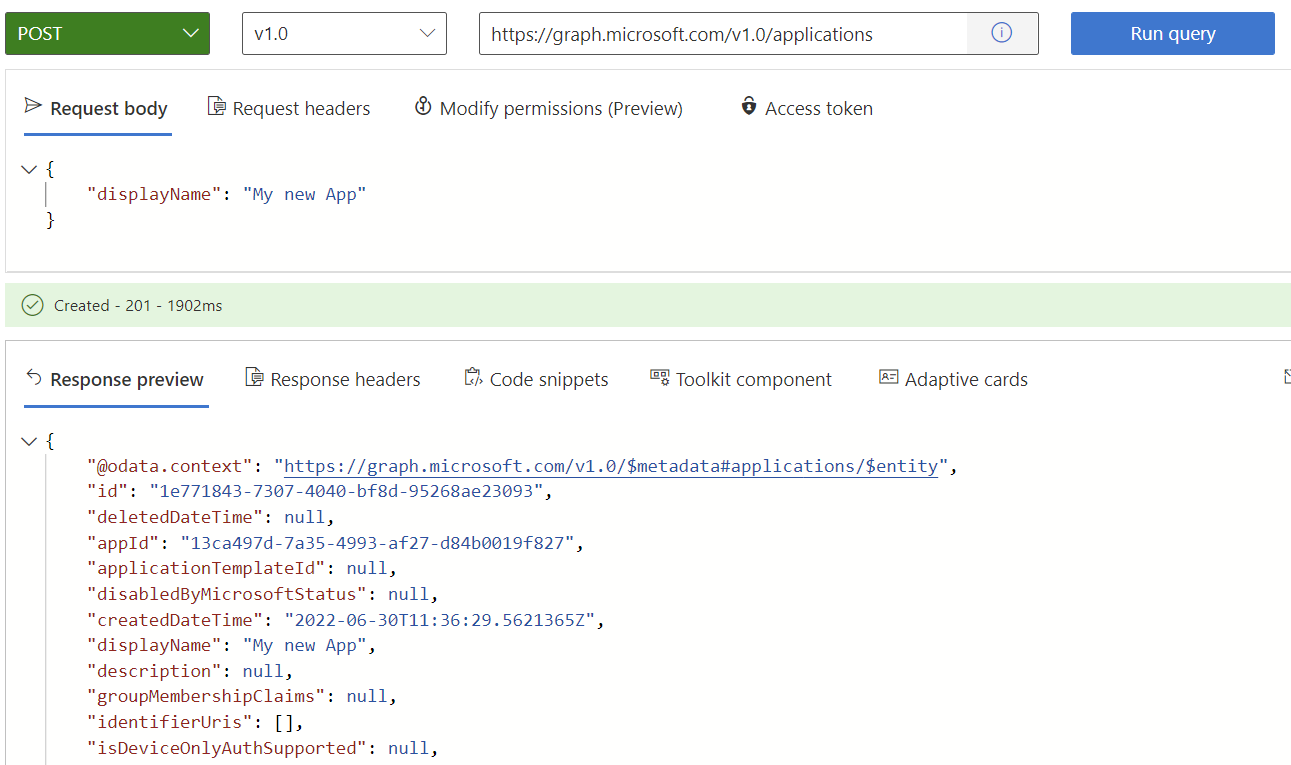 POST v1.0 https://graph.microsoft.com/v1.0/applications Run query
Request body Request headers Modify permissions (Preview) Access token
{
"displayName": "My new App"
}
Created - 201 - 1902ms
Response preview Response headers Code snippets Toolkit component Adaptive cards
{
"@odata.context": "https://graph.microsoft.com/v1.0/$metadata#applications/$entity",
"id": "1e771843-7307-4040-bf8d-95268ae23093",
"deletedDateTime": null,
"appId": "13ca497d-7a35-4993-af27-d84b0019f827",
"applicationTemplateId": null,
"disabledByMicrosoftStatus": null,
"createdDateTime": "2022-06-30T11:36:29.5621365Z",
"displayName": "My new App",
"description": null,
"groupMembershipClaims": null,
"identifierUris": [],
"isDeviceOnlyAuthSupported": null,